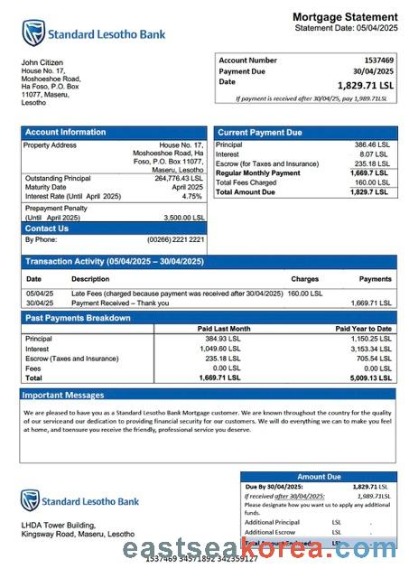 Mortgage Statement
Statement Date: 05/04/2025
Standard Lesotho Bank
John Citizen
House No. 17,
Moshoeshoe Road,
Ha Foso, P.O. Box
11077, Maseru,
Lesotho
Account Number 1537469
Payment Due 30/04/2025
Date 1,829.71 LSL
If payment is received after 30/04/25, pay 1,989.71LSL
Account Information
Property Address House No. 17,
Moshoeshoe Road, Ha
Foso, P.O. Box 11077,
Maseru, Lesotho
Outstanding Principal 264,776.43 LSL
Maturity Date April 2025
Interest Rate (Until April 2025) 4.75%
Prepayment Penalty
(Until April 2025) 3,500.00 LSL
Contact Us
By Phone: (00266) 2221 2221
Current Payment Due
Principal 386.46 LSL
Interest 8.07 LSL
Escrow (for Taxes and Insurance) 235.18 LSL
Regular Monthly Payment 1,669.7 LSL
Total Fees Charged 160.00 LSL
Total Amount Due 1,829.7 LSL
Transaction Activity (05/04/2025 – 30/04/2025)
Date Description Charges Payments
05/04/25 Late Fees (charged because payment was received after 30/04/2025) 160.00 LSL
30/04/25 Payment Received – Thank you 1,669.71 LSL
Past Payments Breakdown
Paid Last Month Paid Year to Date
Principal 384.93 LSL 1,150.25 LSL
Interest 1,049.60 LSL 3,153.34 LSL
Escrow (Taxes and Insurance) 235.18 LSL 705.54 LSL
Fees 0.00 LSL 0.00 LSL
Total 1,669.71 LSL 5,009.13 LSL
Important Messages
We are pleased to have you as a Standard Lesotho Bank Mortgage customer. We are known throughout the country for the quality
of our serviceand our dedication to providing financial security for our customers. We will do everything we can to make you feel
at home, and toensure you receive the friendly, professional service you deserve.
Standard Lesotho Bank
LHDA Tower Building,
Kingsway Road, Maseru, Lesotho
Amount Due
Due By 30/04/2025: 1,829.71 LSL
If received after 30/04/2025: 1,989.71LSL
Please designate how you want us to apply any additional
funds.
Additional Principal LSL .
Additional Escrow LSL .
eastseakorea.com
1537469 34571892 342359127